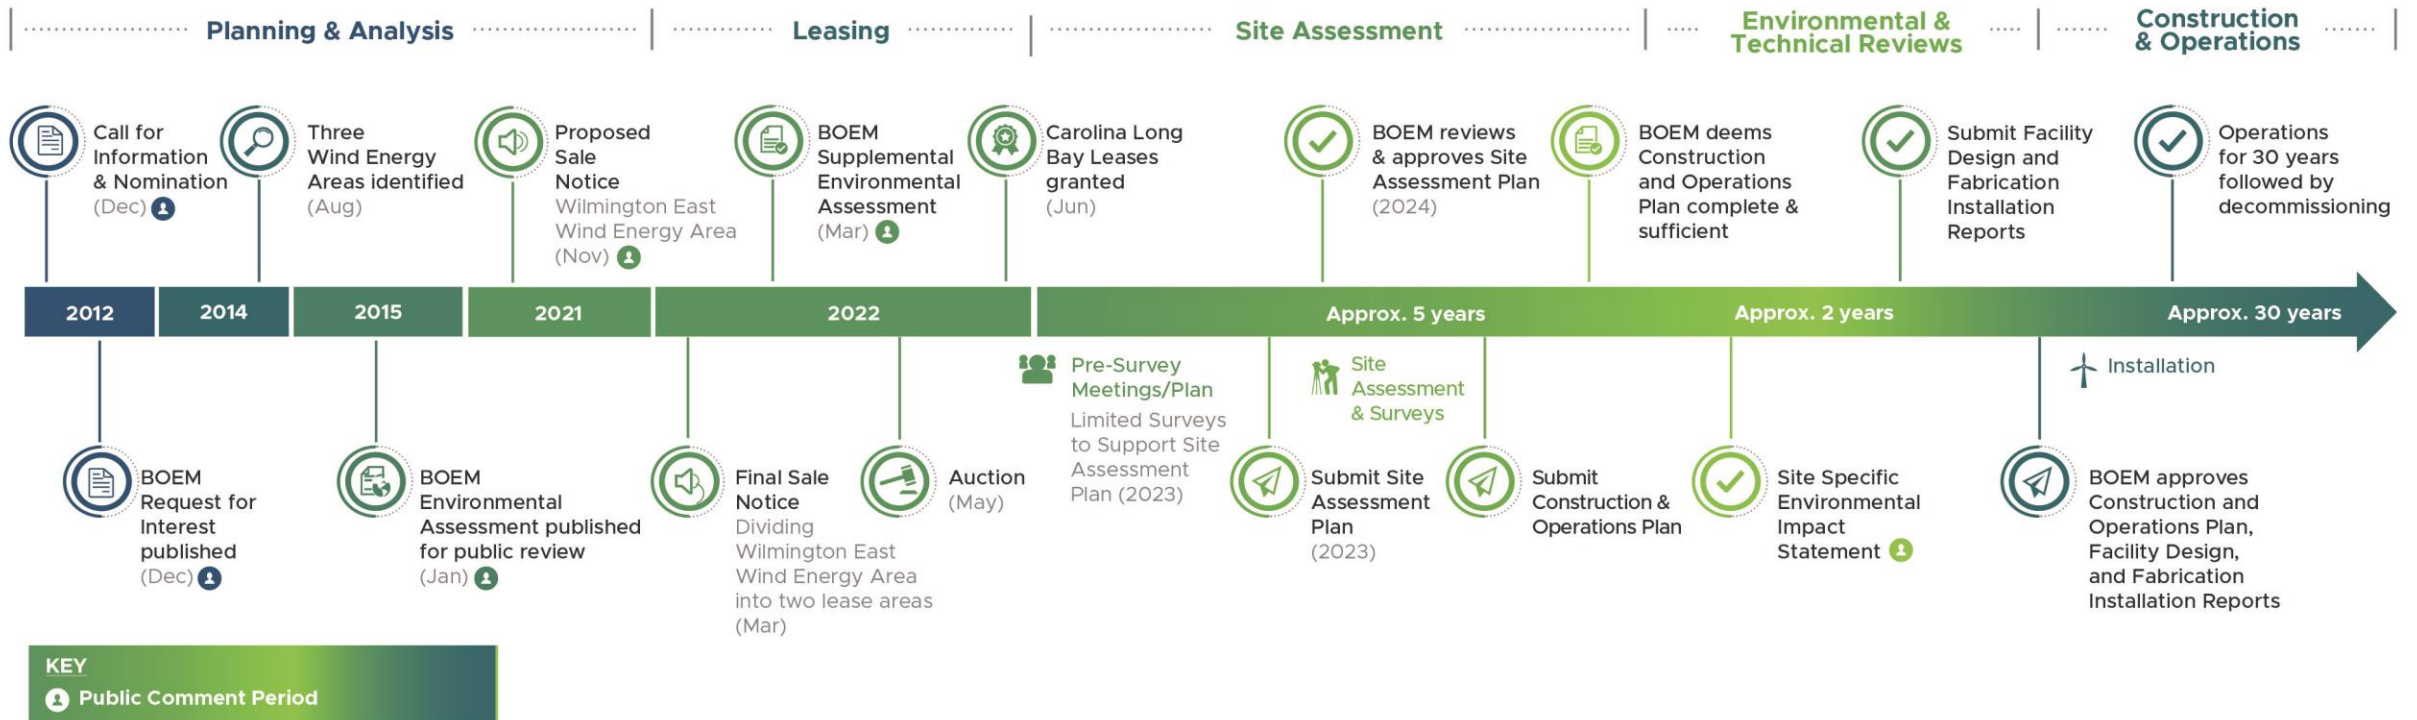 Planning & Analysis
Leasing
Site Assessment
Environmental &
Technical Reviews
Construction
& Operations
Call for
Information
& Nomination
(Dec)
Three
Wind Energy
Areas identified
(Aug)
Proposed
Sale
Notice
Wilmington East
Wind Energy Area
(Nov)
BOEM
Supplemental
Environmental
Assessment
(Mar)
Carolina Long
Bay Leases
granted
(Jun)
BOEM reviews
& approves Site
Assessment Plan
(2024)
BOEM deems
Construction
and Operations
Plan complete &
sufficient
Submit Facility
Design and
Fabrication
Installation
Reports
Operations
for 30 years
followed by
decommissioning
2012
2014
2015
2021
2022
Approx. 5 years
Approx. 2 years
Approx. 30 years
BOEM
Request for
Interest
published
(Dec)
BOEM
Environmental
Assessment published
for public review
(Jan)
Final Sale
Notice
Dividing
Wilmington East
Wind Energy Area
into two lease areas
(Mar)
Auction
(May)
Pre-Survey
Meetings/Plan
Limited Surveys
to Support Site
Assessment
Plan (2023)
Submit Site
Assessment
Plan
(2023)
Site
Assessment
& Surveys
Submit
Construction &
Operations Plan
Site Specific
Environmental
Impact
Statement
Installation
BOEM approves
Construction and
Operations Plan,
Facility Design,
and Fabrication
Installation Reports
KEY
Public Comment Period